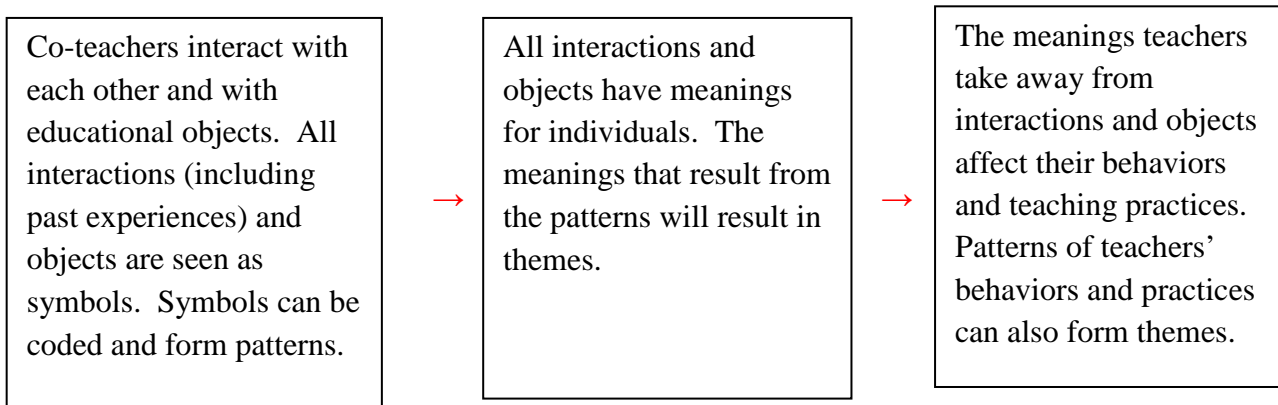 Co-teachers interact with
each other and with
educational objects.  All
interactions (including
past experiences) and
objects are seen as
symbols.  Symbols can be
coded and form patterns.
→
All interactions and
objects have meanings
for individuals.  The
meanings that result from
the patterns will result in
themes.
→
The meanings teachers
take away from
interactions and objects
affect their behaviors
and teaching practices.
Patterns of teachers’
behaviors and practices
can also form themes.